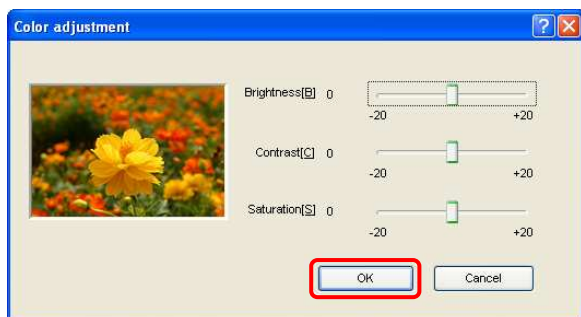 Color adjustment
Brightness[B] 0
-20 +20
Contrast[C] 0
-20 +20
Saturation[S] 0
-20 +20
OK Cancel